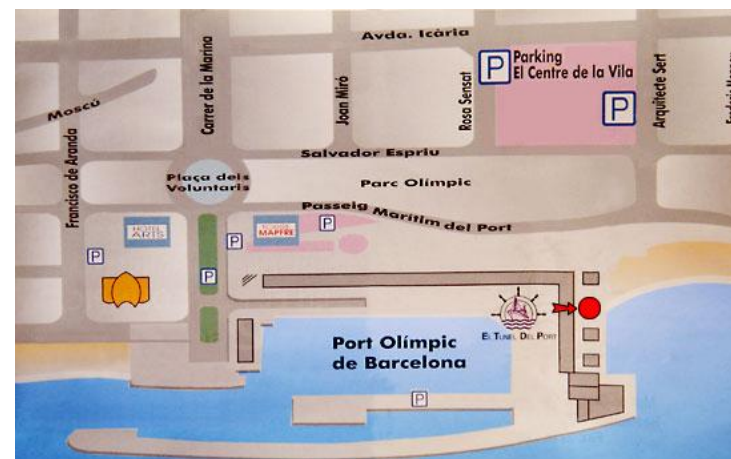 Avda. Icària
Moscú
Francisco de Aranda
Carrer de la Marina
Joan Miró
Rosa Sensat
P
Parking
El Centre de la Vila
P
Arquitecte Sert
Salvador Espriu
Plaça dels
Voluntaris
Parc Olímpic
Passeig Marítim del Port
HOTEL
ARTS
MAPFRE
P
P
P
P
EL TUNEL DEL PORT
Port Olímpic
de Barcelona
P